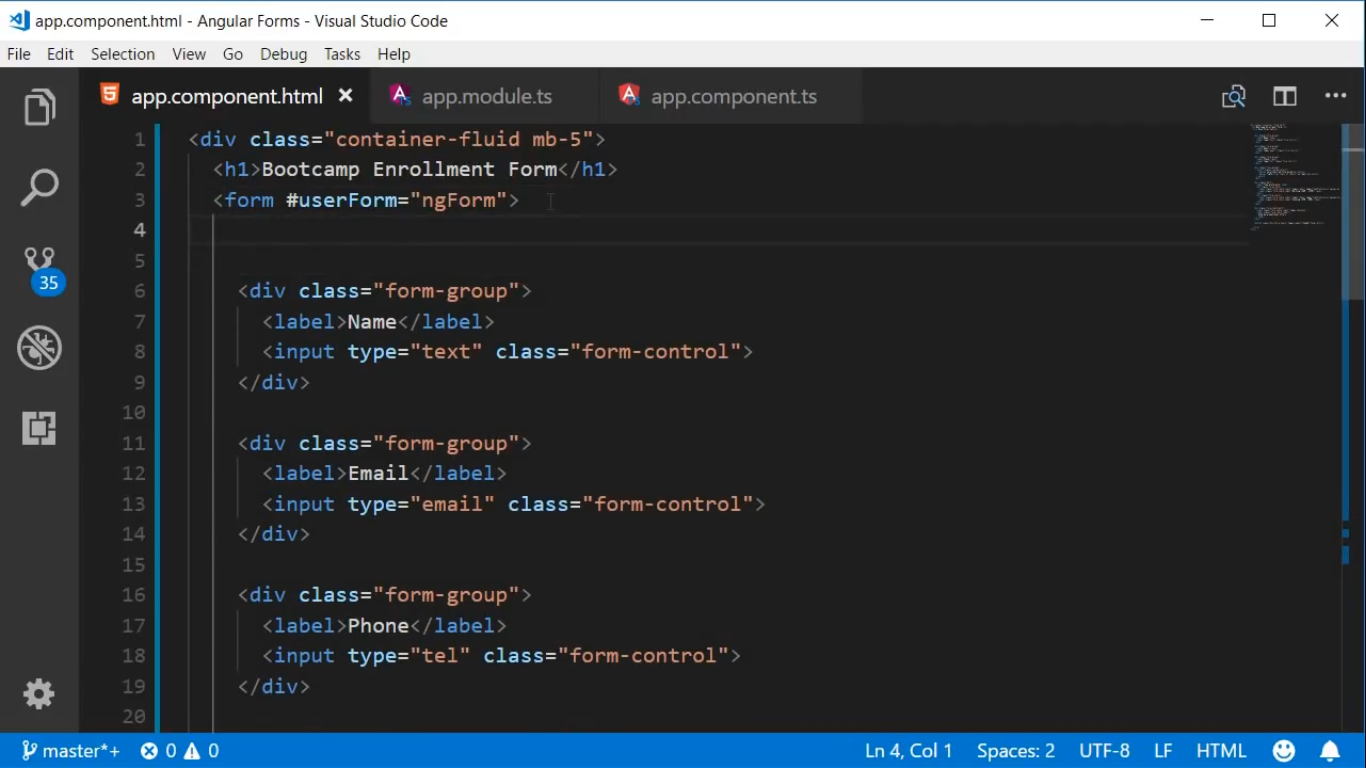 app.component.html - Angular Forms - Visual Studio Code
File Edit Selection View Go Debug Tasks Help
app.component.html app.module.ts app.component.ts
1 <div class="container-fluid mb-5">
2 <h1>Bootcamp Enrollment Form</h1>
3 <form #userForm="ngForm">
4
5
6 <div class="form-group">
7 <label>Name</label>
8 <input type="text" class="form-control">
9 </div>
10
11 <div class="form-group">
12 <label>Email</label>
13 <input type="email" class="form-control">
14 </div>
15
16 <div class="form-group">
17 <label>Phone</label>
18 <input type="tel" class="form-control">
19 </div>
20
35
master*+ 0 0 Ln 4, Col 1 Spaces: 2 UTF-8 LF HTML